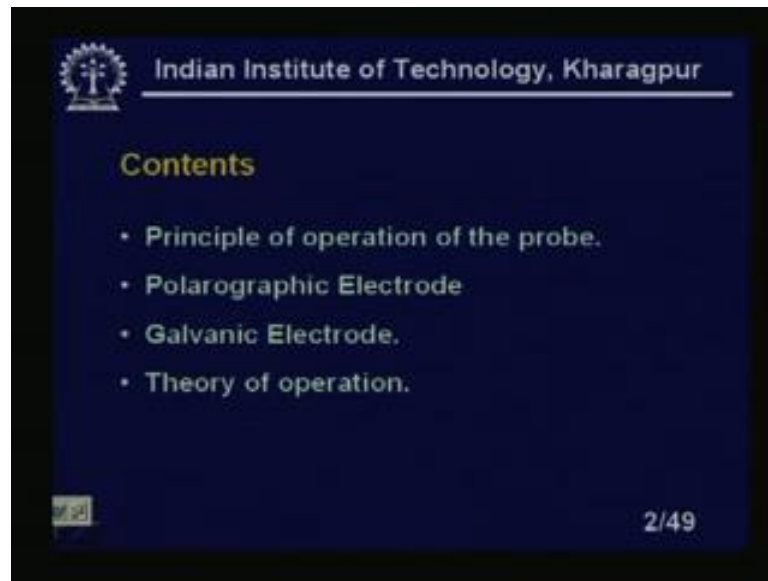 Indian Institute of Technology, Kharagpur
Contents
• Principle of operation of the probe.
• Polarographic Electrode
• Galvanic Electrode.
• Theory of operation.
2/49